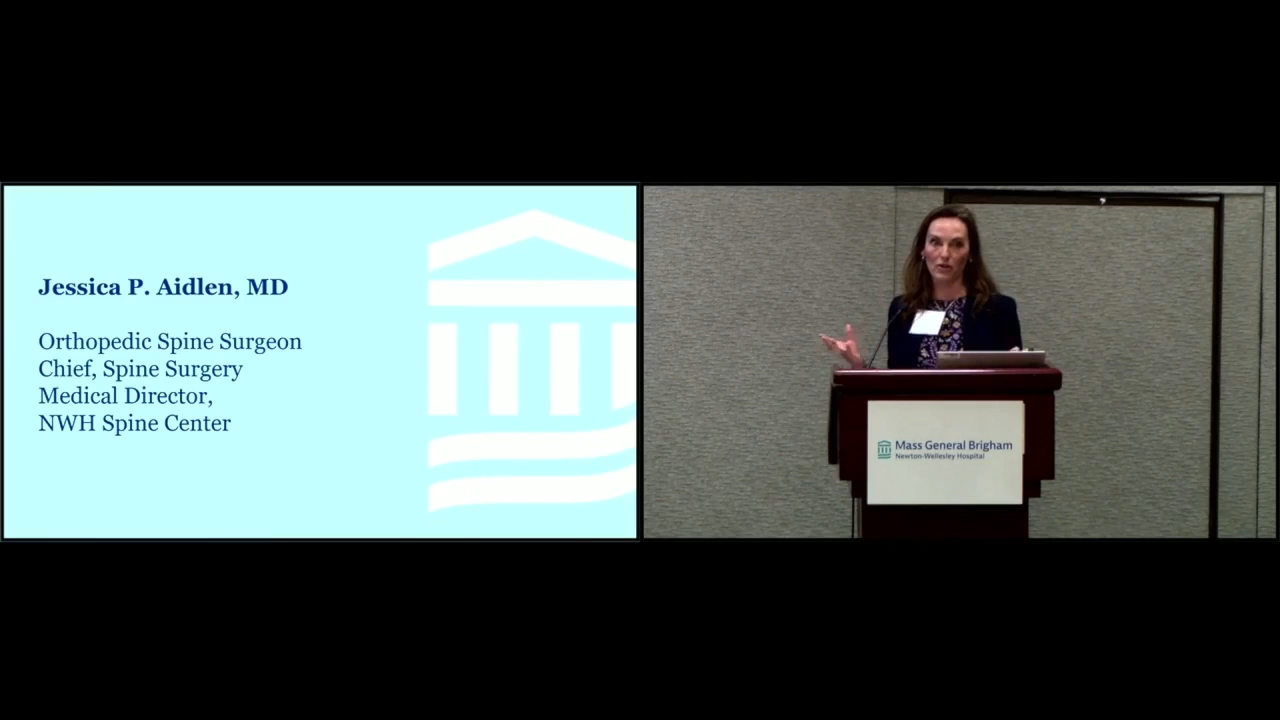 Jessica P. Aidlen, MD
Orthopedic Spine Surgeon
Chief, Spine Surgery
Medical Director,
NWH Spine Center
Mass General Brigham
Newton-Wellesley Hospital